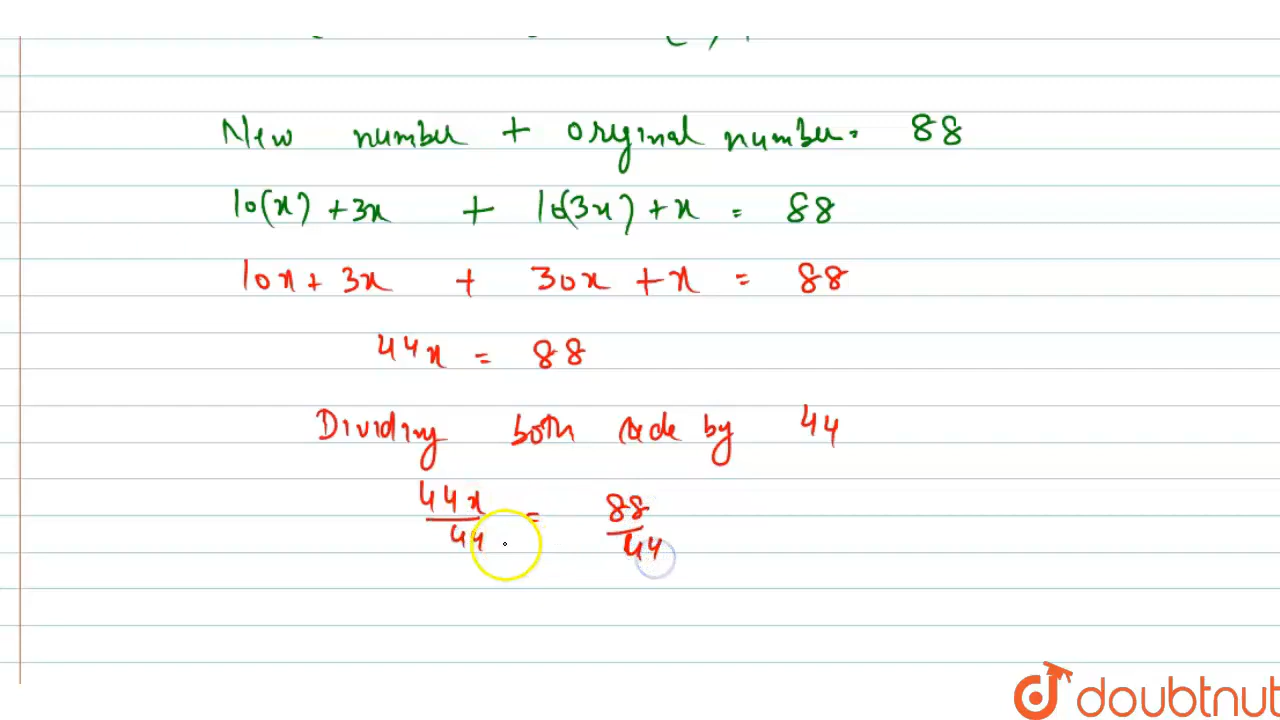 New number + original number = 88
10(x) + 3x + 10(3x) + x = 88
10x + 3x + 30x + x = 88
44x = 88
Dividing both side by 44
44x/44 = 88/44
doubtnut